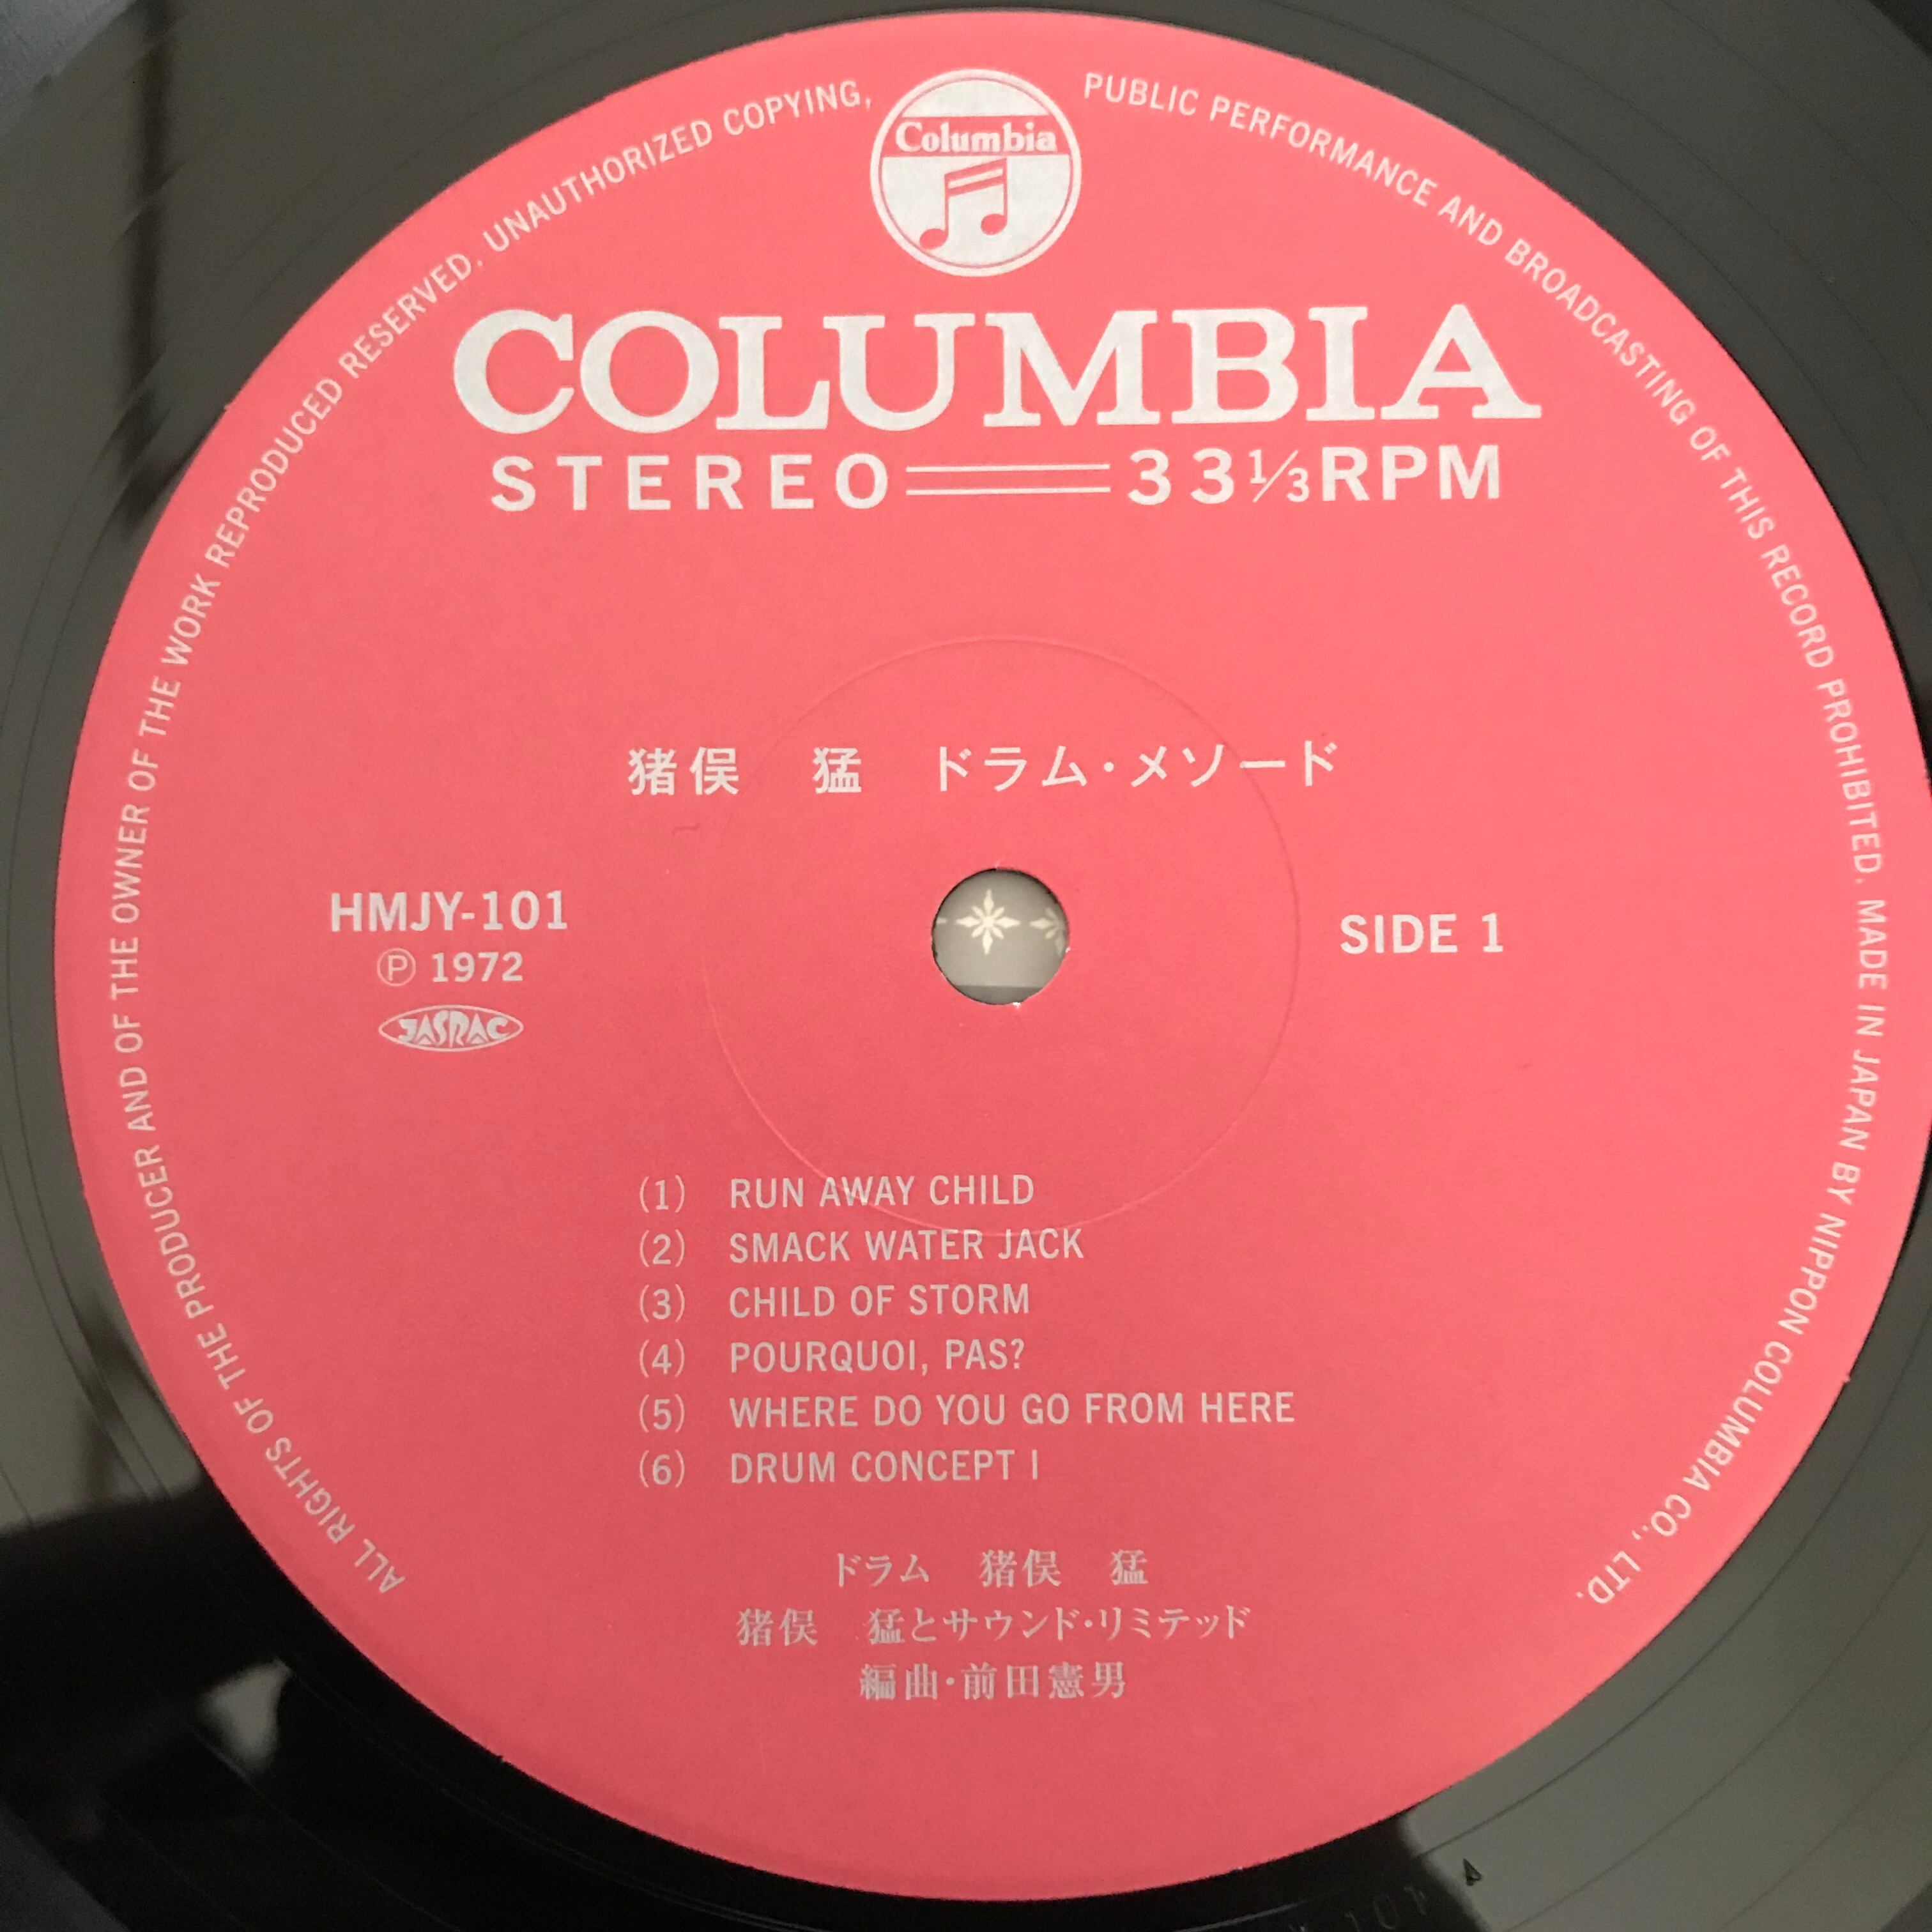 ALL RIGHTS OF THE PRODUCER AND OF THE OWNER OF THE WORK REPRODUCED RESERVED. UNAUTHORIZED COPYING, PUBLIC PERFORMANCE AND BROADCASTING OF THIS RECORD PROHIBITED. MADE IN JAPAN BY NIPPON COLUMBIA CO., LTD.
Columbia
COLUMBIA
STEREO 33 1/3 RPM
猪俣 猛 ドラム・メソード
HMJY-101
℗ 1972
JASRAC
SIDE 1
(1) RUN AWAY CHILD
(2) SMACK WATER JACK
(3) CHILD OF STORM
(4) POURQUOI, PAS?
(5) WHERE DO YOU GO FROM HERE
(6) DRUM CONCEPT I
ドラム 猪俣 猛
猪俣 猛とサウンド・リミテッド
編曲・前田憲男